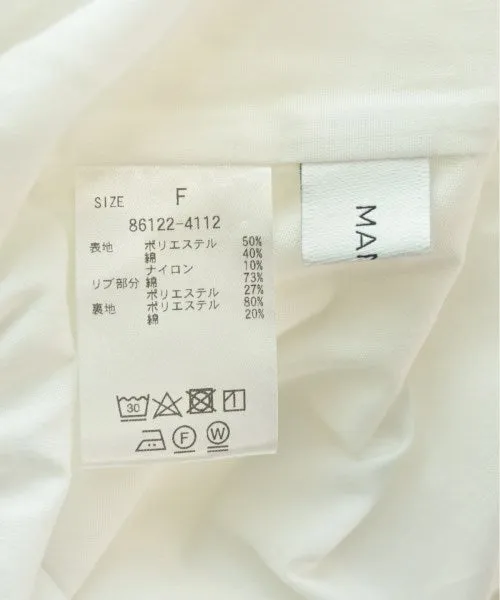 SIZE F
86122-4112
表地 ポリエステル 50%
綿 40%
ナイロン 10%
リブ部分 綿 73%
ポリエステル 27%
裏地 ポリエステル 80%
綿 20%
30
F W
MA